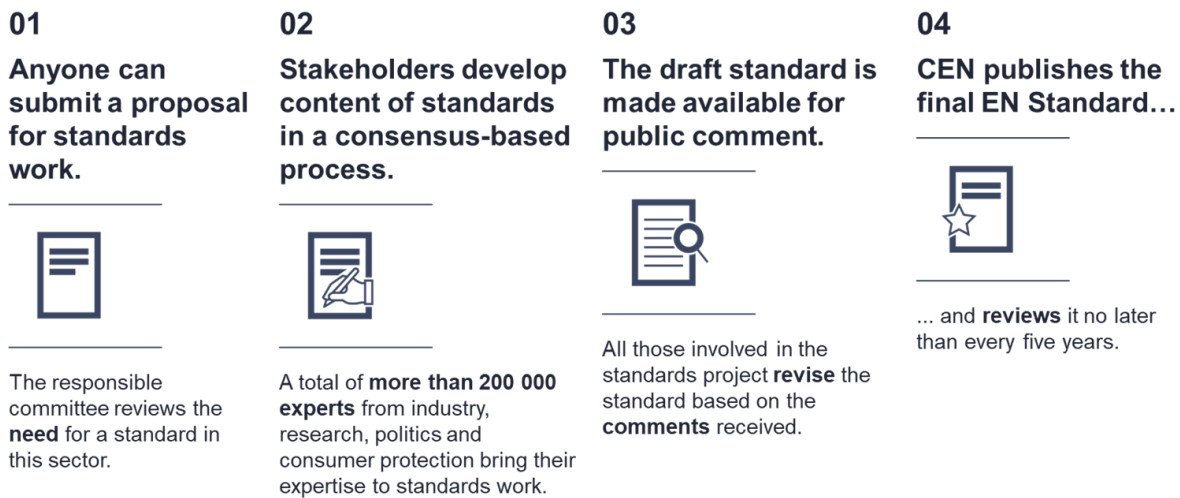 01
Anyone can
submit a proposal
for standards
work.
The responsible
committee reviews the
need for a standard in
this sector.
02
Stakeholders develop
content of standards
in a consensus-based
process.
A total of more than 200 000
experts from industry,
research, politics and
consumer protection bring their
expertise to standards work.
03
The draft standard is
made available for
public comment.
All those involved in the
standards project revise the
standard based on the
comments received.
04
CEN publishes the
final EN Standard…
... and reviews it no later
than every five years.